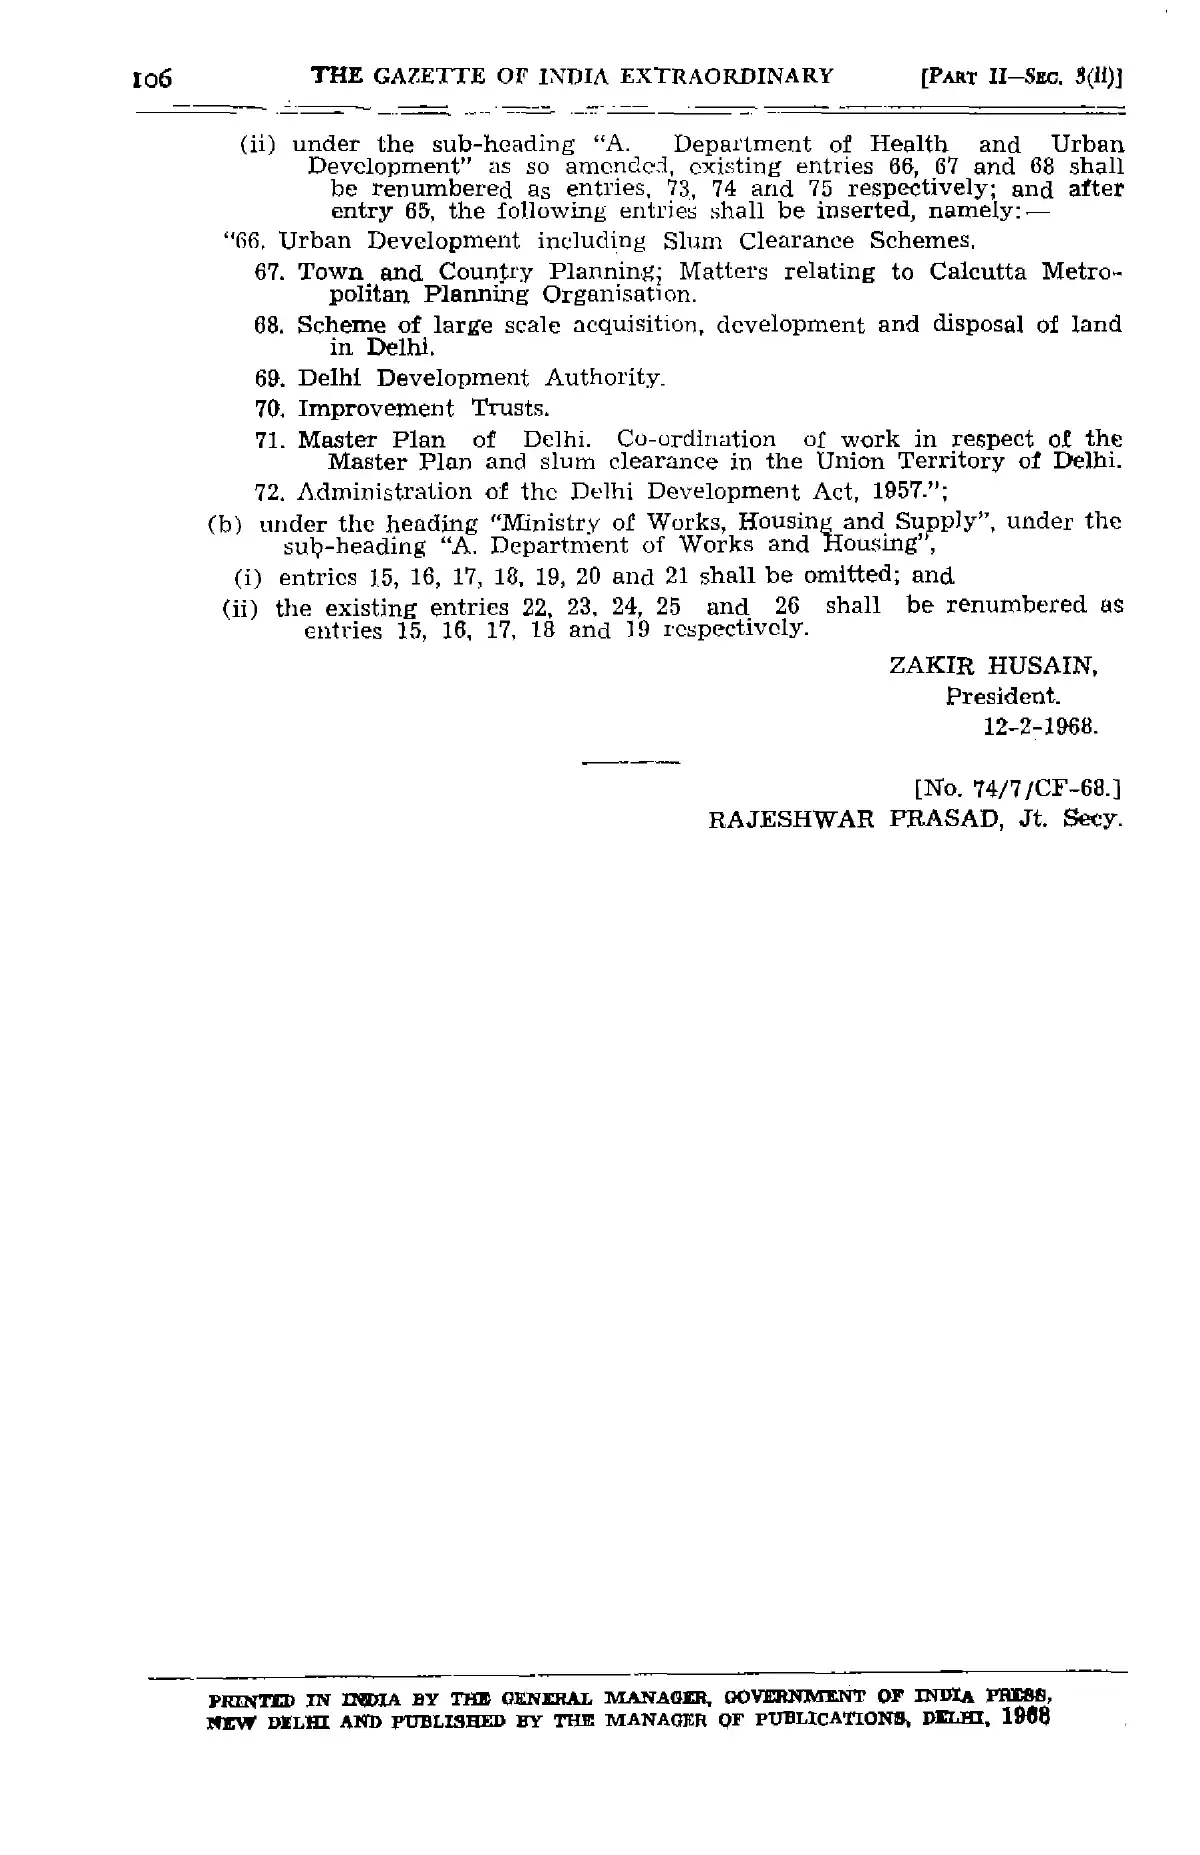 106 THE GAZETTE OF INDIA EXTRAORDINARY [PART II—SEC. 3(ii)]
(ii) under the sub-heading “A. Department of Health and Urban
Development” as so amended, existing entries 66, 67 and 68 shall
be renumbered as entries, 73, 74 and 75 respectively; and after
entry 65, the following entries shall be inserted, namely:—
“66. Urban Development including Slum Clearance Schemes.
67. Town and Country Planning; Matters relating to Calcutta Metro-
politan Planning Organisation.
68. Scheme of large scale acquisition, development and disposal of land
in Delhi.
69. Delhi Development Authority.
70. Improvement Trusts.
71. Master Plan of Delhi. Co-ordination of work in respect of the
Master Plan and slum clearance in the Union Territory of Delhi.
72. Administration of the Delhi Development Act, 1957.”;
(b) under the heading “Ministry of Works, Housing and Supply”, under the
sub-heading “A. Department of Works and Housing”,
(i) entries 15, 16, 17, 18, 19, 20 and 21 shall be omitted; and
(ii) the existing entries 22, 23, 24, 25 and 26 shall be renumbered as
entries 15, 16, 17, 18 and 19 respectively.
ZAKIR HUSAIN,
President.
12-2-1968.
[No. 74/7/CF-68.]
RAJESHWAR PRASAD, Jt. Secy.
PRINTED IN INDIA BY THE GENERAL MANAGER, GOVERNMENT OF INDIA PRESS,
NEW DELHI AND PUBLISHED BY THE MANAGER OF PUBLICATIONS, DELHI, 1968